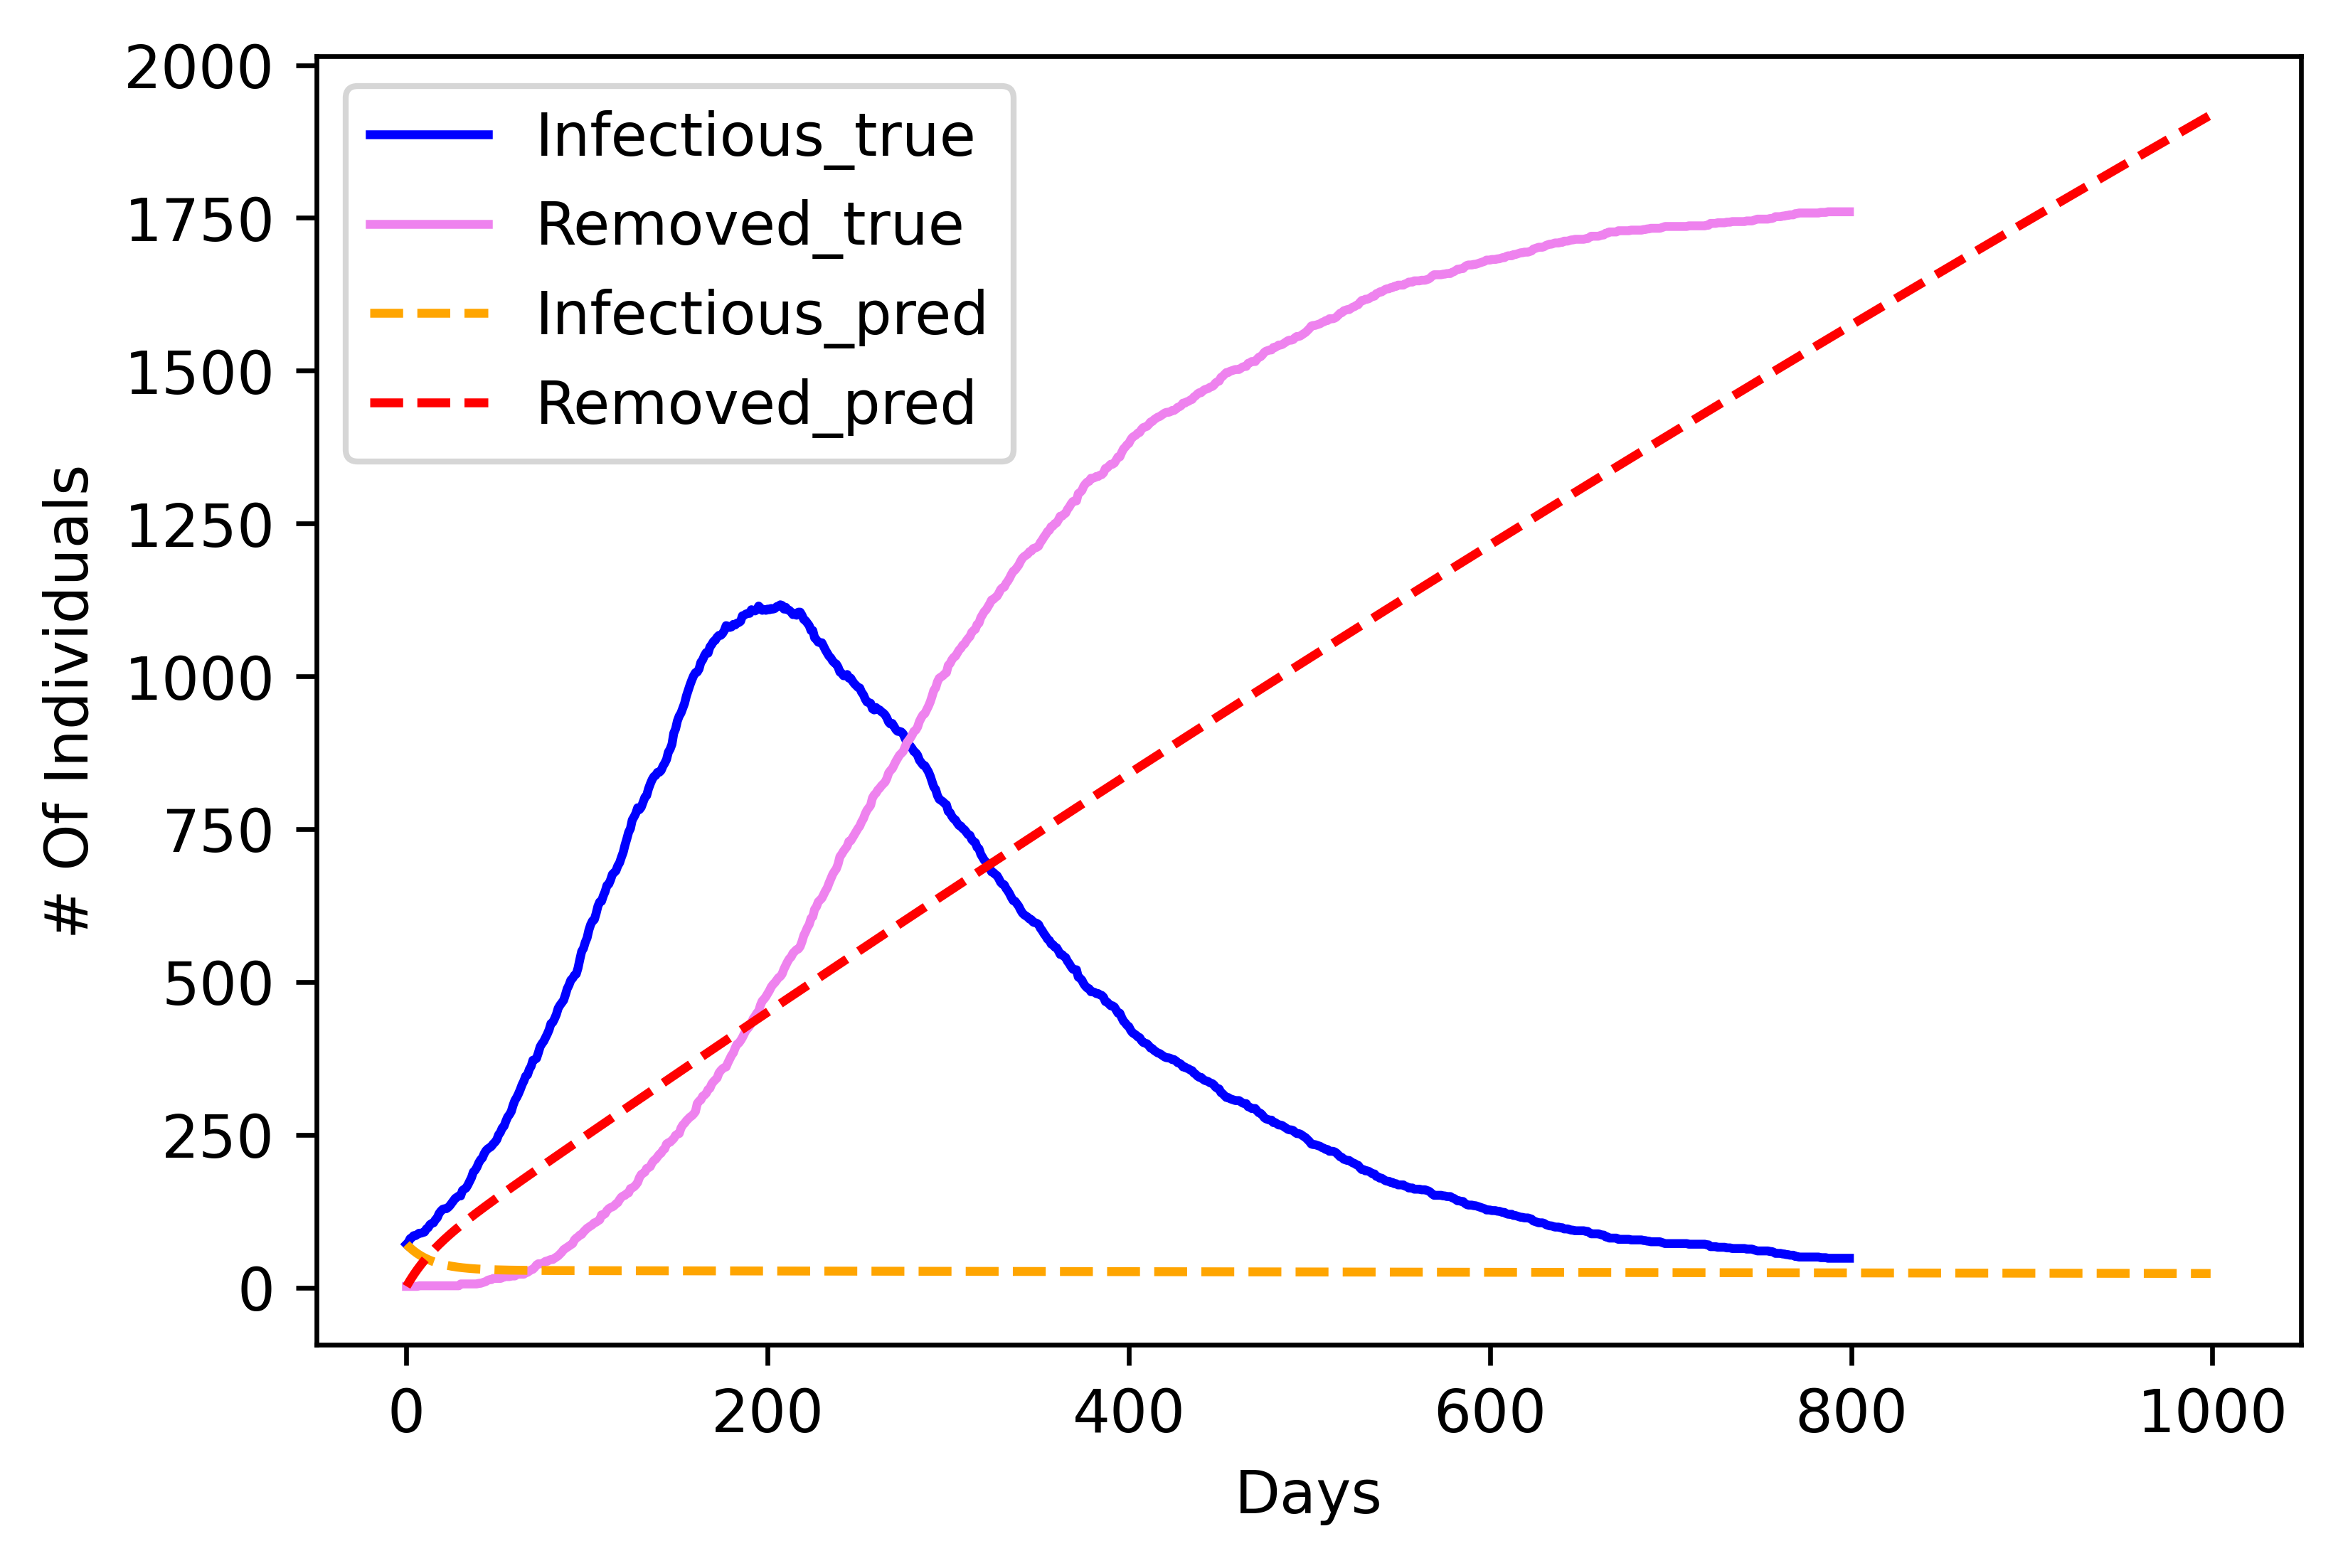 2000
1750
1500
1250
1000
750
500
250
0
# Of Individuals
Infectious_true
Removed_true
Infectious_pred
Removed_pred
0 200 400 600 800 1000
Days